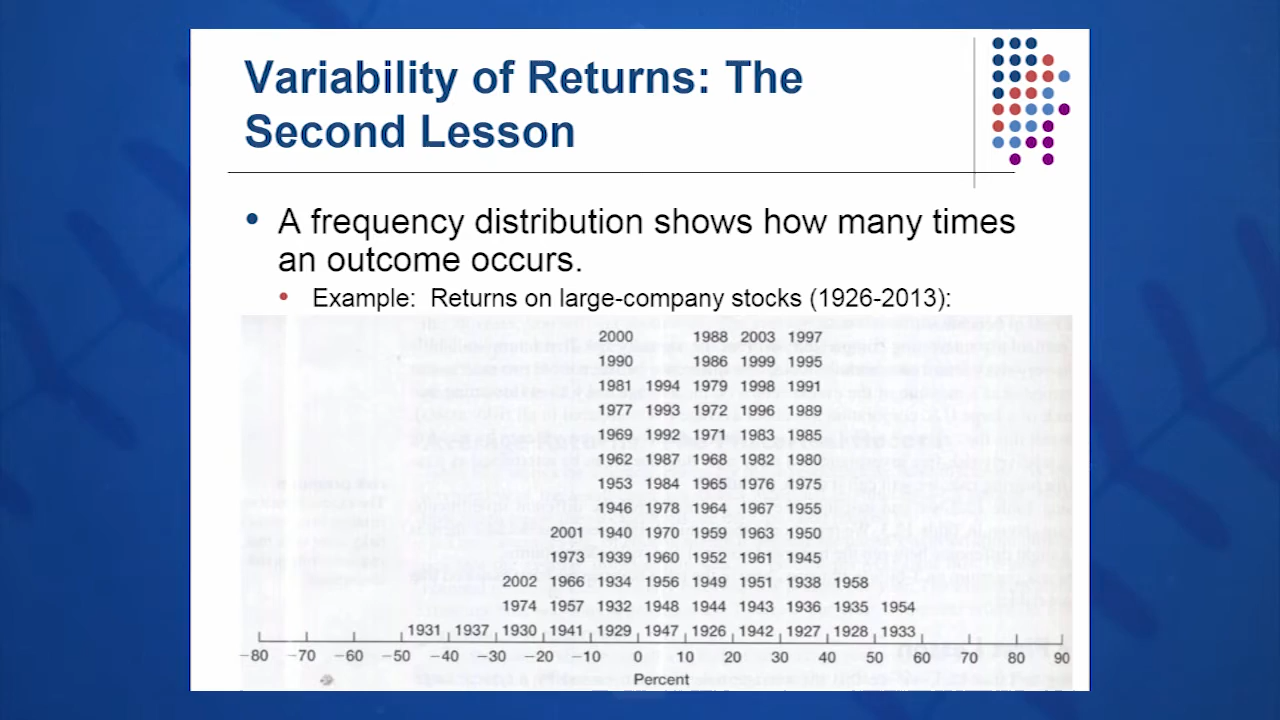 Variability of Returns: The
Second Lesson
• A frequency distribution shows how many times
an outcome occurs.
• Example: Returns on large-company stocks (1926-2013):
2000 1988 2003 1997
1990 1986 1999 1995
1981 1994 1979 1998 1991
1977 1993 1972 1996 1989
1969 1992 1971 1983 1985
1962 1987 1968 1982 1980
1953 1984 1965 1976 1975
1946 1978 1964 1967 1955
2001 1940 1970 1959 1963 1950
1973 1939 1960 1952 1961 1945
2002 1966 1934 1956 1949 1951 1938 1958
1974 1957 1932 1948 1944 1943 1936 1935 1954
1931 1937 1930 1941 1929 1947 1926 1942 1927 1928 1933
−80 −70 −60 −50 −40 −30 −20 −10 0 10 20 30 40 50 60 70 80 90
Percent